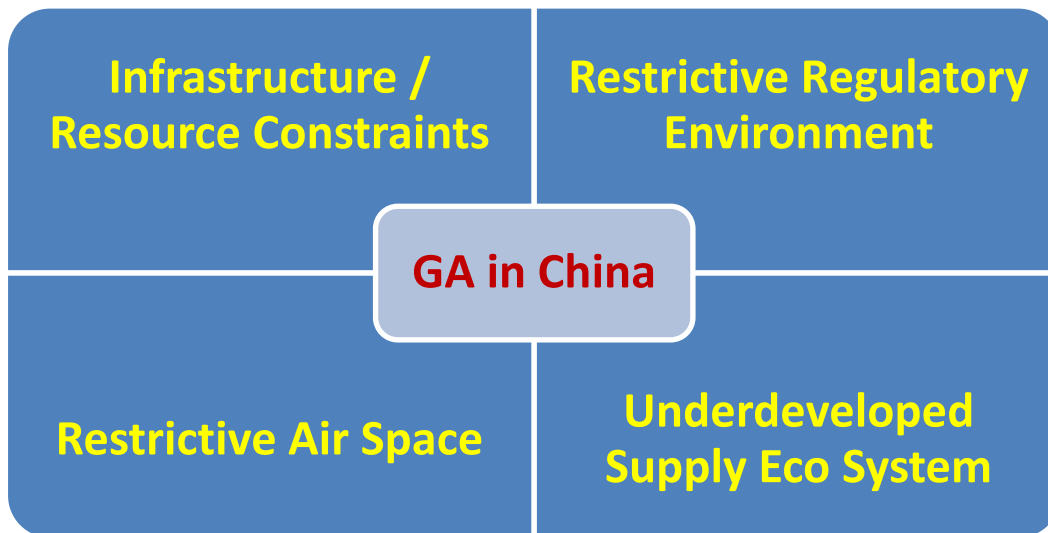 Infrastructure /
Resource Constraints
Restrictive Regulatory
Environment
GA in China
Restrictive Air Space
Underdeveloped
Supply Eco System